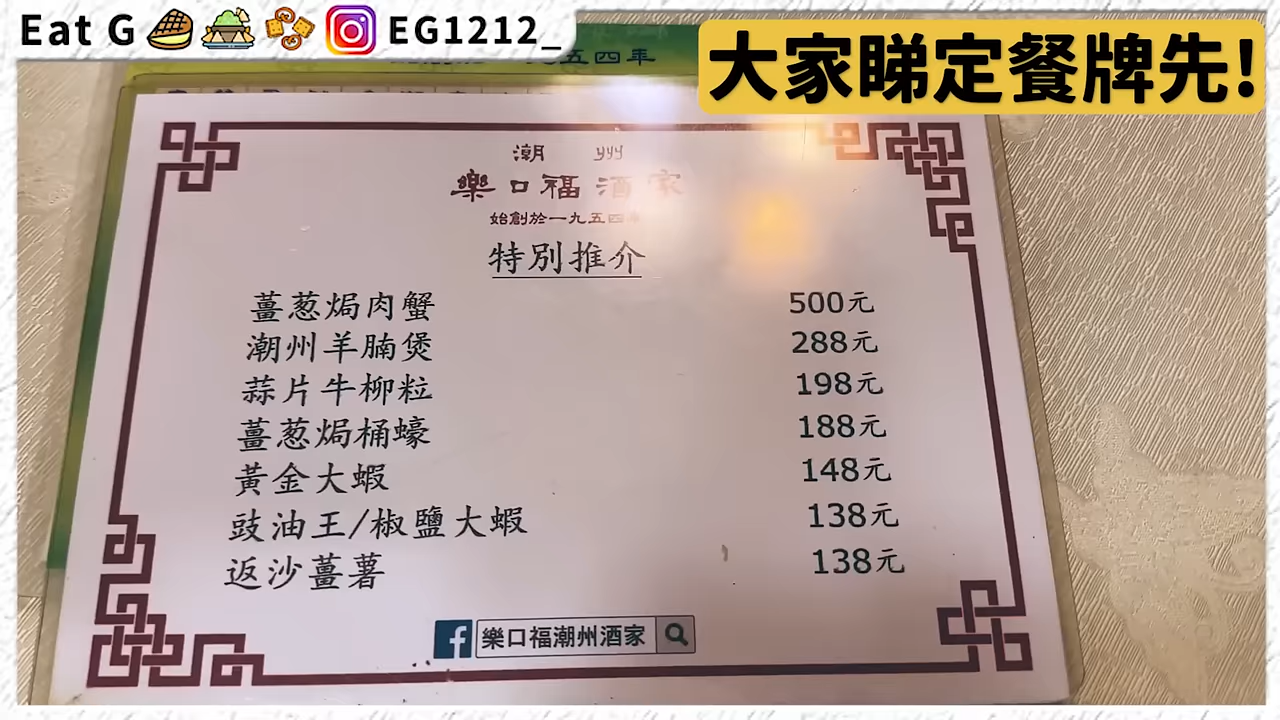 Eat G EG1212_
大家睇定餐牌先!
五四年
潮州
樂口福酒家
始創於一九五四年
特別推介
薑葱焗肉蟹 500元
潮州羊腩煲 288元
蒜片牛柳粒 198元
薑葱焗桶蠔 188元
黃金大蝦 148元
豉油王/椒鹽大蝦 138元
返沙薑薯 138元
樂口福潮州酒家